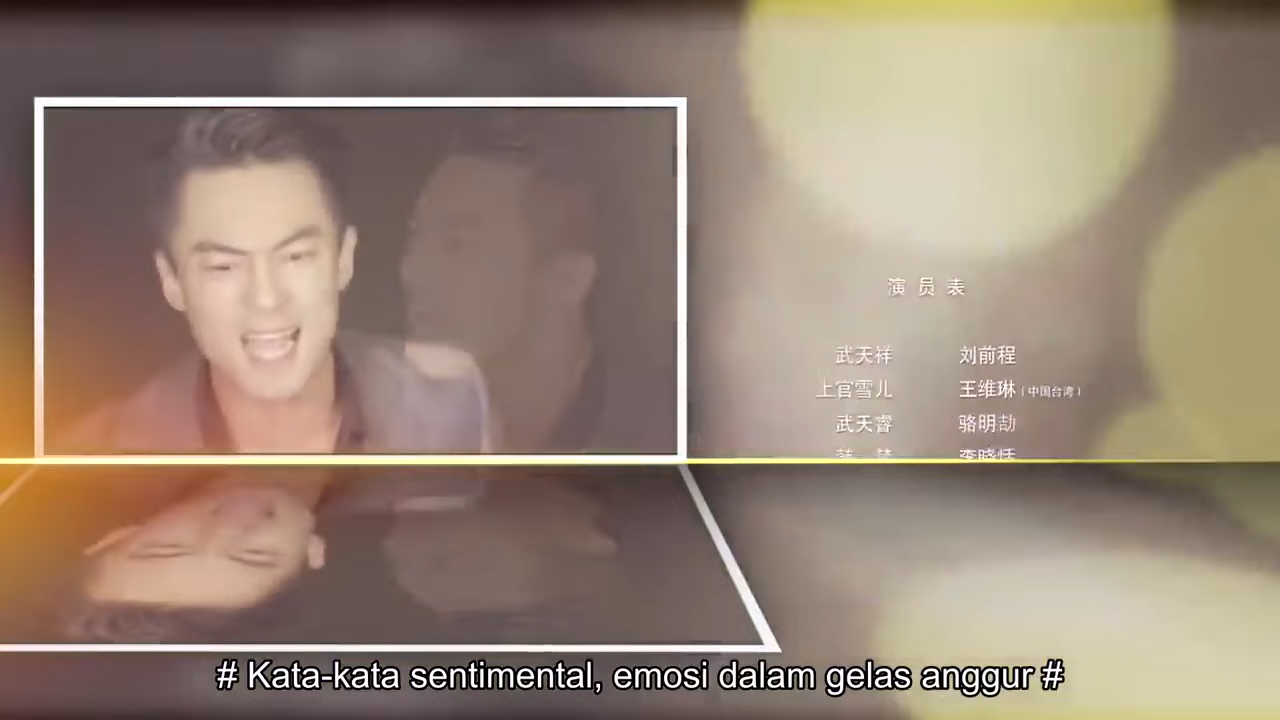 演员表
武天祥 刘前程
上官雪儿 王维琳（中国台湾）
武天睿 骆明劼
# Kata-kata sentimental, emosi dalam gelas anggur #